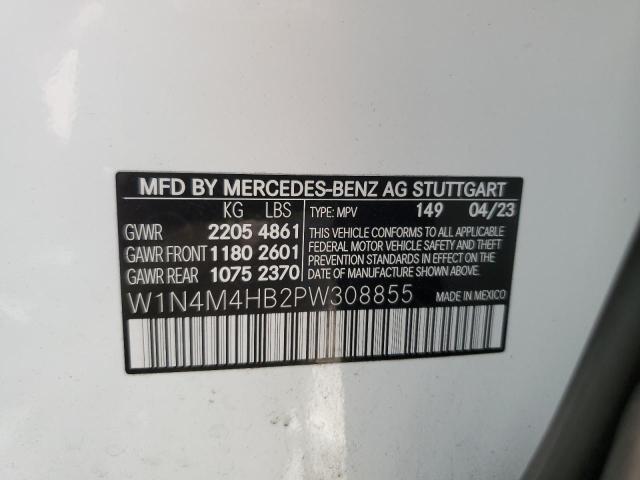 MFD BY MERCEDES-BENZ AG STUTTGART
KG LBS TYPE: MPV 149 04/23
GVWR 2205 4861
GAWR FRONT 1180 2601
GAWR REAR 1075 2370
THIS VEHICLE CONFORMS TO ALL APPLICABLE
FEDERAL MOTOR VEHICLE SAFETY AND THEFT
PREVENTION STANDARDS IN EFFECT ON THE
DATE OF MANUFACTURE SHOWN ABOVE.
W1N4M4HB2PW308855 MADE IN MEXICO